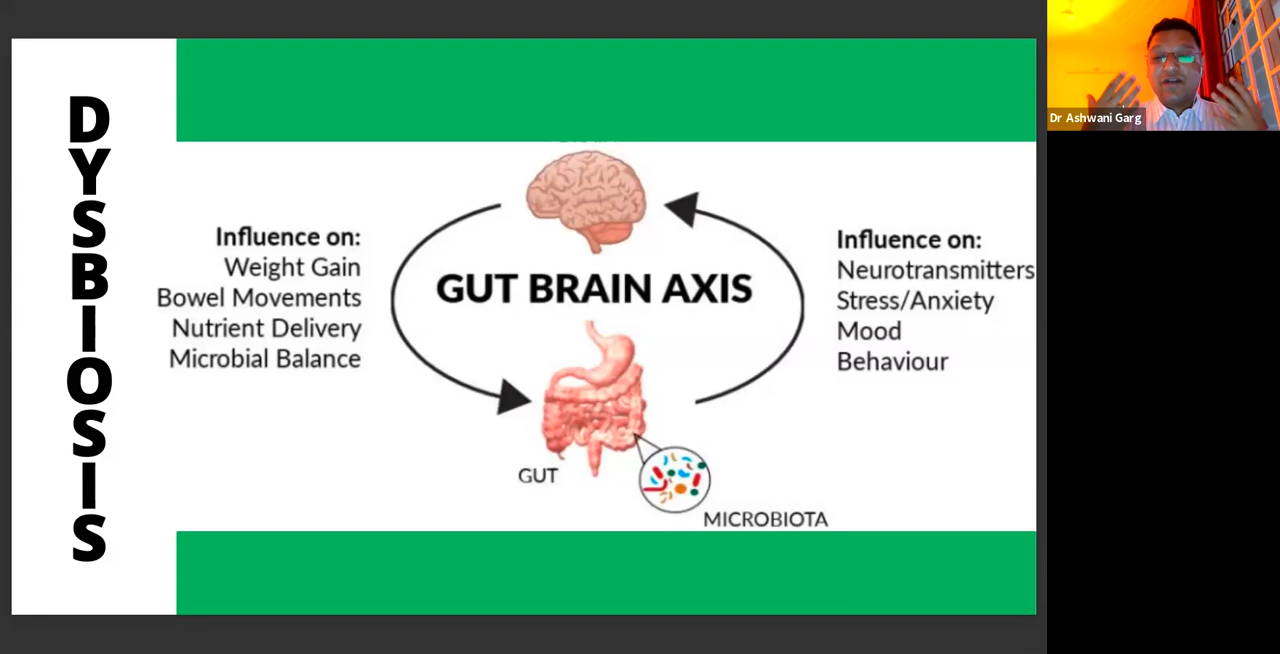 DYSBIOSIS
Influence on:
Weight Gain
Bowel Movements
Nutrient Delivery
Microbial Balance
GUT BRAIN AXIS
Influence on:
Neurotransmitters
Stress/Anxiety
Mood
Behaviour
GUT
MICROBIOTA
Dr Ashwani Garg